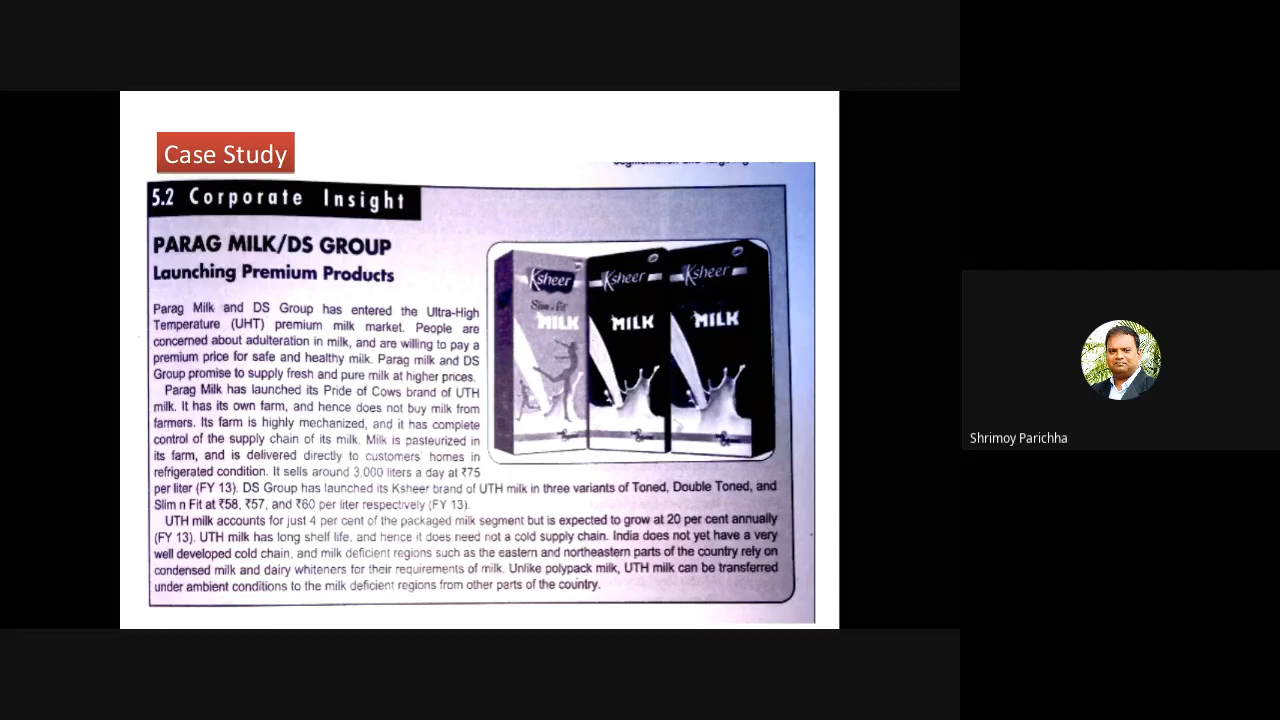 Case Study
Segmentation and Targeting
5.2 Corporate Insight
PARAG MILK/DS GROUP
Launching Premium Products
Parag Milk and DS Group has entered the Ultra-High
Temperature (UHT) premium milk market. People are
concerned about adulteration in milk, and are willing to pay a
premium price for safe and healthy milk. Parag milk and DS
Group promise to supply fresh and pure milk at higher prices.
Parag Milk has launched its Pride of Cows brand of UTH
milk. It has its own farm, and hence does not buy milk from
farmers. Its farm is highly mechanized, and it has complete
control of the supply chain of its milk. Milk is pasteurized in
its farm, and is delivered directly to customers' homes in
refrigerated condition. It sells around 3,000 liters a day at ₹75
per liter (FY 13). DS Group has launched its Ksheer brand of UTH milk in three variants of Toned, Double Toned, and
Slim n Fit at ₹58, ₹57, and ₹60 per liter respectively (FY 13).
UTH milk accounts for just 4 per cent of the packaged milk segment but is expected to grow at 20 per cent annually
(FY 13). UTH milk has long shelf life, and hence it does need not a cold supply chain. India does not yet have a very
well developed cold chain, and milk deficient regions such as the eastern and northeastern parts of the country rely on
condensed milk and dairy whiteners for their requirements of milk. Unlike polypack milk, UTH milk can be transferred
under ambient conditions to the milk deficient regions from other parts of the country.
Ksheer
Slim n Fit
MILK
Ksheer
MILK
Ksheer
MILK
Shrimoy Parichha